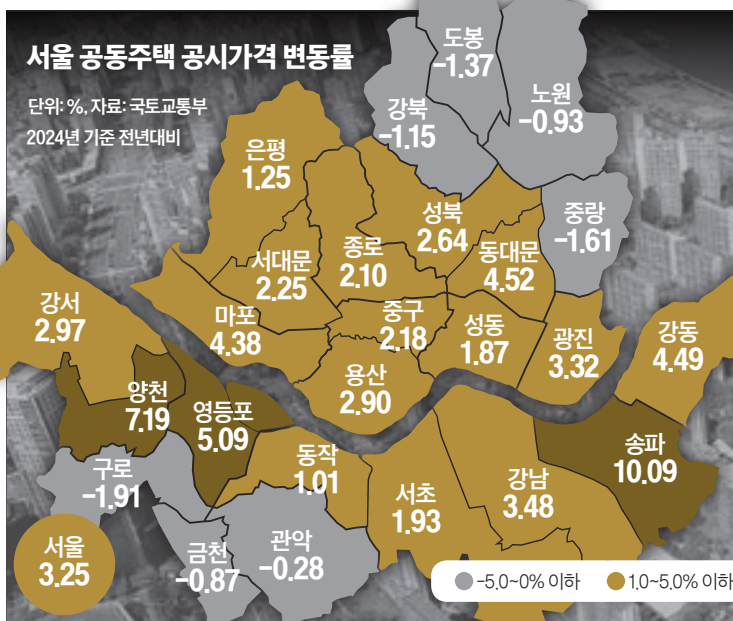 서울 공동주택 공시가격 변동률
단위: %, 자료: 국토교통부
2024년 기준 전년대비
도봉
-1.37
노원
-0.93
강북
-1.15
은평
1.25
성북
2.64
중랑
-1.61
종로
2.10
동대문
4.52
서대문
2.25
강서
2.97
마포
4.38
중구
2.18
성동
1.87
광진
3.32
강동
4.49
용산
2.90
양천
7.19
영등포
5.09
송파
10.09
동작
1.01
구로
-1.91
서초
1.93
강남
3.48
서울
3.25
금천
-0.87
관악
-0.28
-5.0~0% 이하
1.0~5.0% 이하